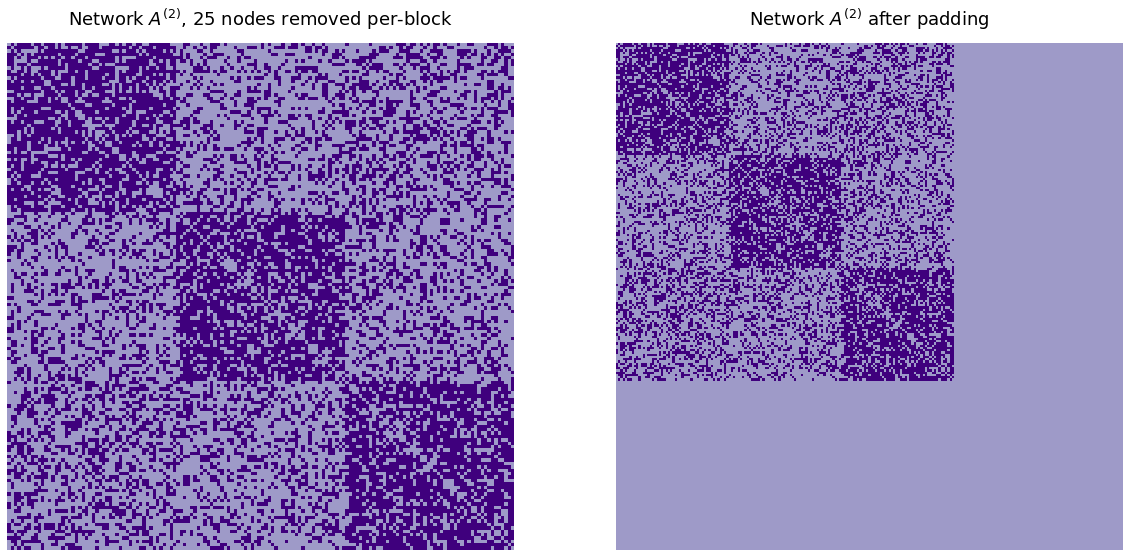 Network A⁽²⁾, 25 nodes removed per-block
Network A⁽²⁾ after padding